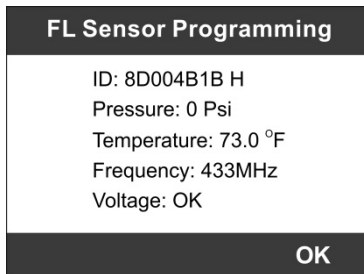 FL Sensor Programming
ID: 8D004B1B H
Pressure: 0 Psi
Temperature: 73.0 °F
Frequency: 433MHz
Voltage: OK
OK